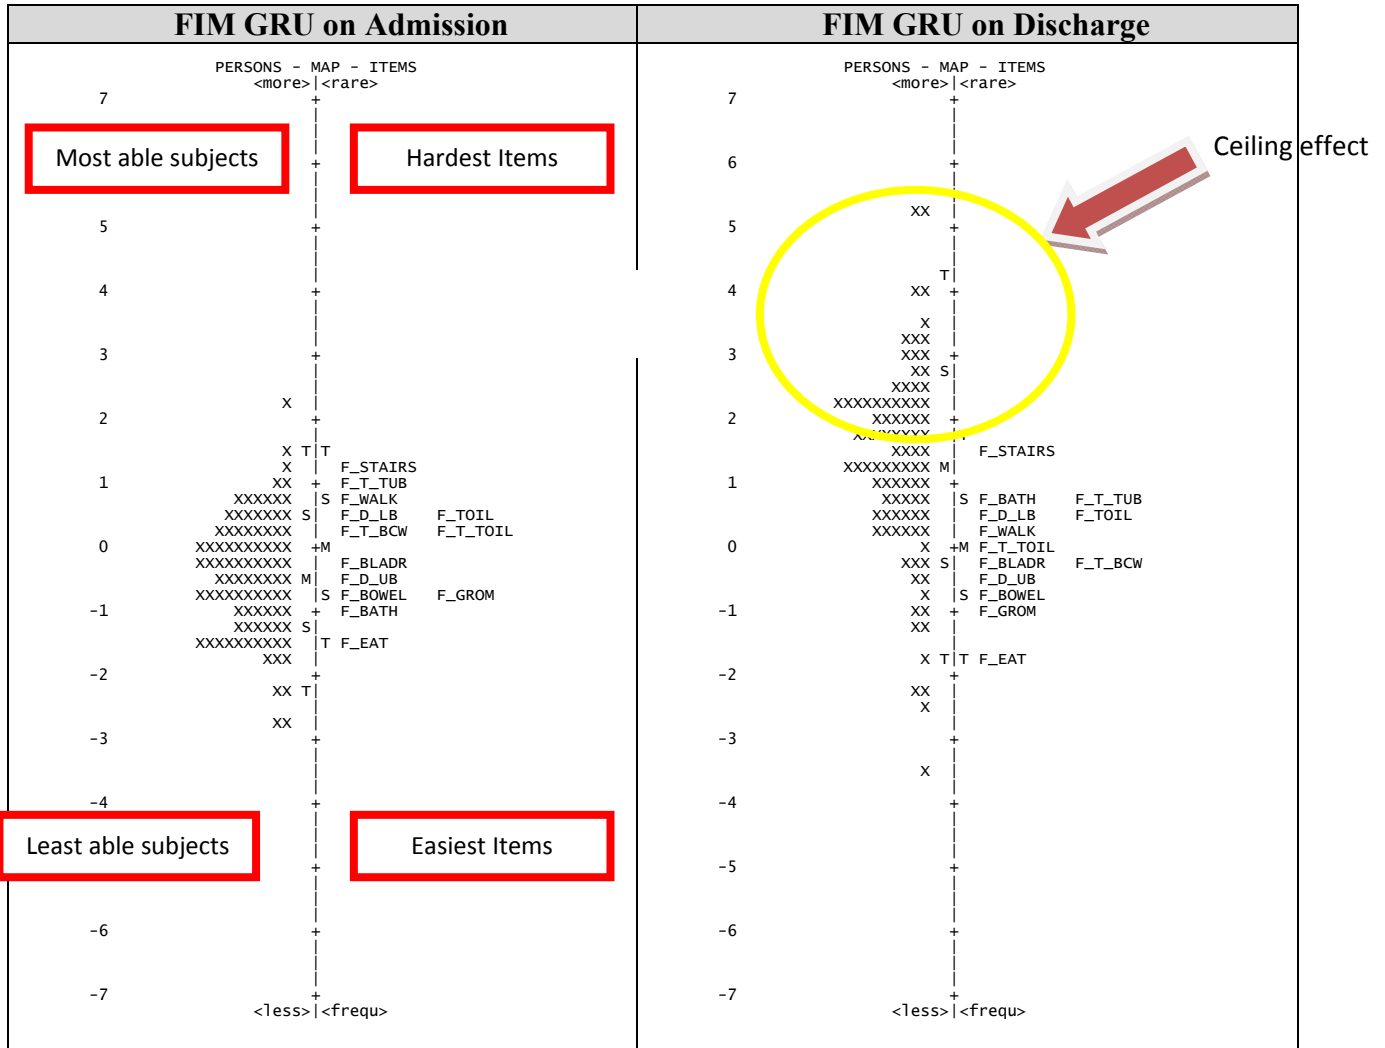 FIM GRU on Admission
PERSONS - MAP - ITEMS
<more>|<rare>
7 +
Most able subjects Hardest Items
+
5 +
4 +
3 +
X
2 +
X T|T
X | F_STAIRS
1 XX + F_T_TUB
XXXXXX |S F_WALK
XXXXXXX S| F_D_LB F_TOIL
XXXXXXXX | F_T_BCW F_T_TOIL
0 XXXXXXXXXX +M
XXXXXXXXXX | F_BLADR
XXXXXXXX M| F_D_UB
XXXXXXXXXX |S F_BOWEL F_GROM
-1 XXXXXX + F_BATH
XXXXXX S|
XXXXXXXXXX |T F_EAT
XXX |
-2 +
XX T|
XX |
-3 +
-4 +
Least able subjects Easiest Items
+
-6 +
-7 +
<less>|<frequ>
FIM GRU on Discharge
PERSONS - MAP - ITEMS
<more>|<rare>
7 +
Ceiling effect
6 +
XX |
5 +
T|
4 XX +
X |
XXX |
3 XXX +
XX S|
XXXX |
XXXXXXXXXX |
2 XXXXXX +
XXXXXXXX |T
XXXX | F_STAIRS
XXXXXXXXX M|
1 XXXXXX +
XXXXX |S F_BATH F_T_TUB
XXXXXX | F_D_LB F_TOIL
XXXXXX | F_WALK
0 X +M F_T_TOIL
XXX S| F_BLADR F_T_BCW
XX | F_D_UB
X |S F_BOWEL
-1 XX + F_GROM
XX |
X T|T F_EAT
-2 +
XX |
X |
-3 +
X |
-4 +
-5 +
-6 +
-7 +
<less>|<frequ>